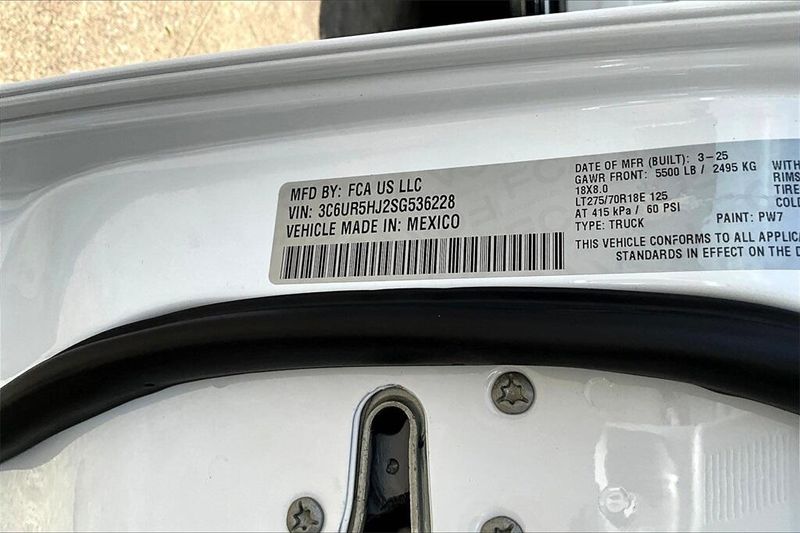 MFD BY: FCA US LLC
VIN: 3C6UR5HJ2SG536228
VEHICLE MADE IN: MEXICO
DATE OF MFR (BUILT): 3-25
GAWR FRONT: 5500 LB / 2495 KG
18X8.0
LT275/70R18E 125
AT 415 kPa / 60 PSI
TYPE: TRUCK
PAINT: PW7
THIS VEHICLE CONFORMS TO ALL APPLICA
STANDARDS IN EFFECT ON THE D
WITH
RIMS
TIRE
COLD